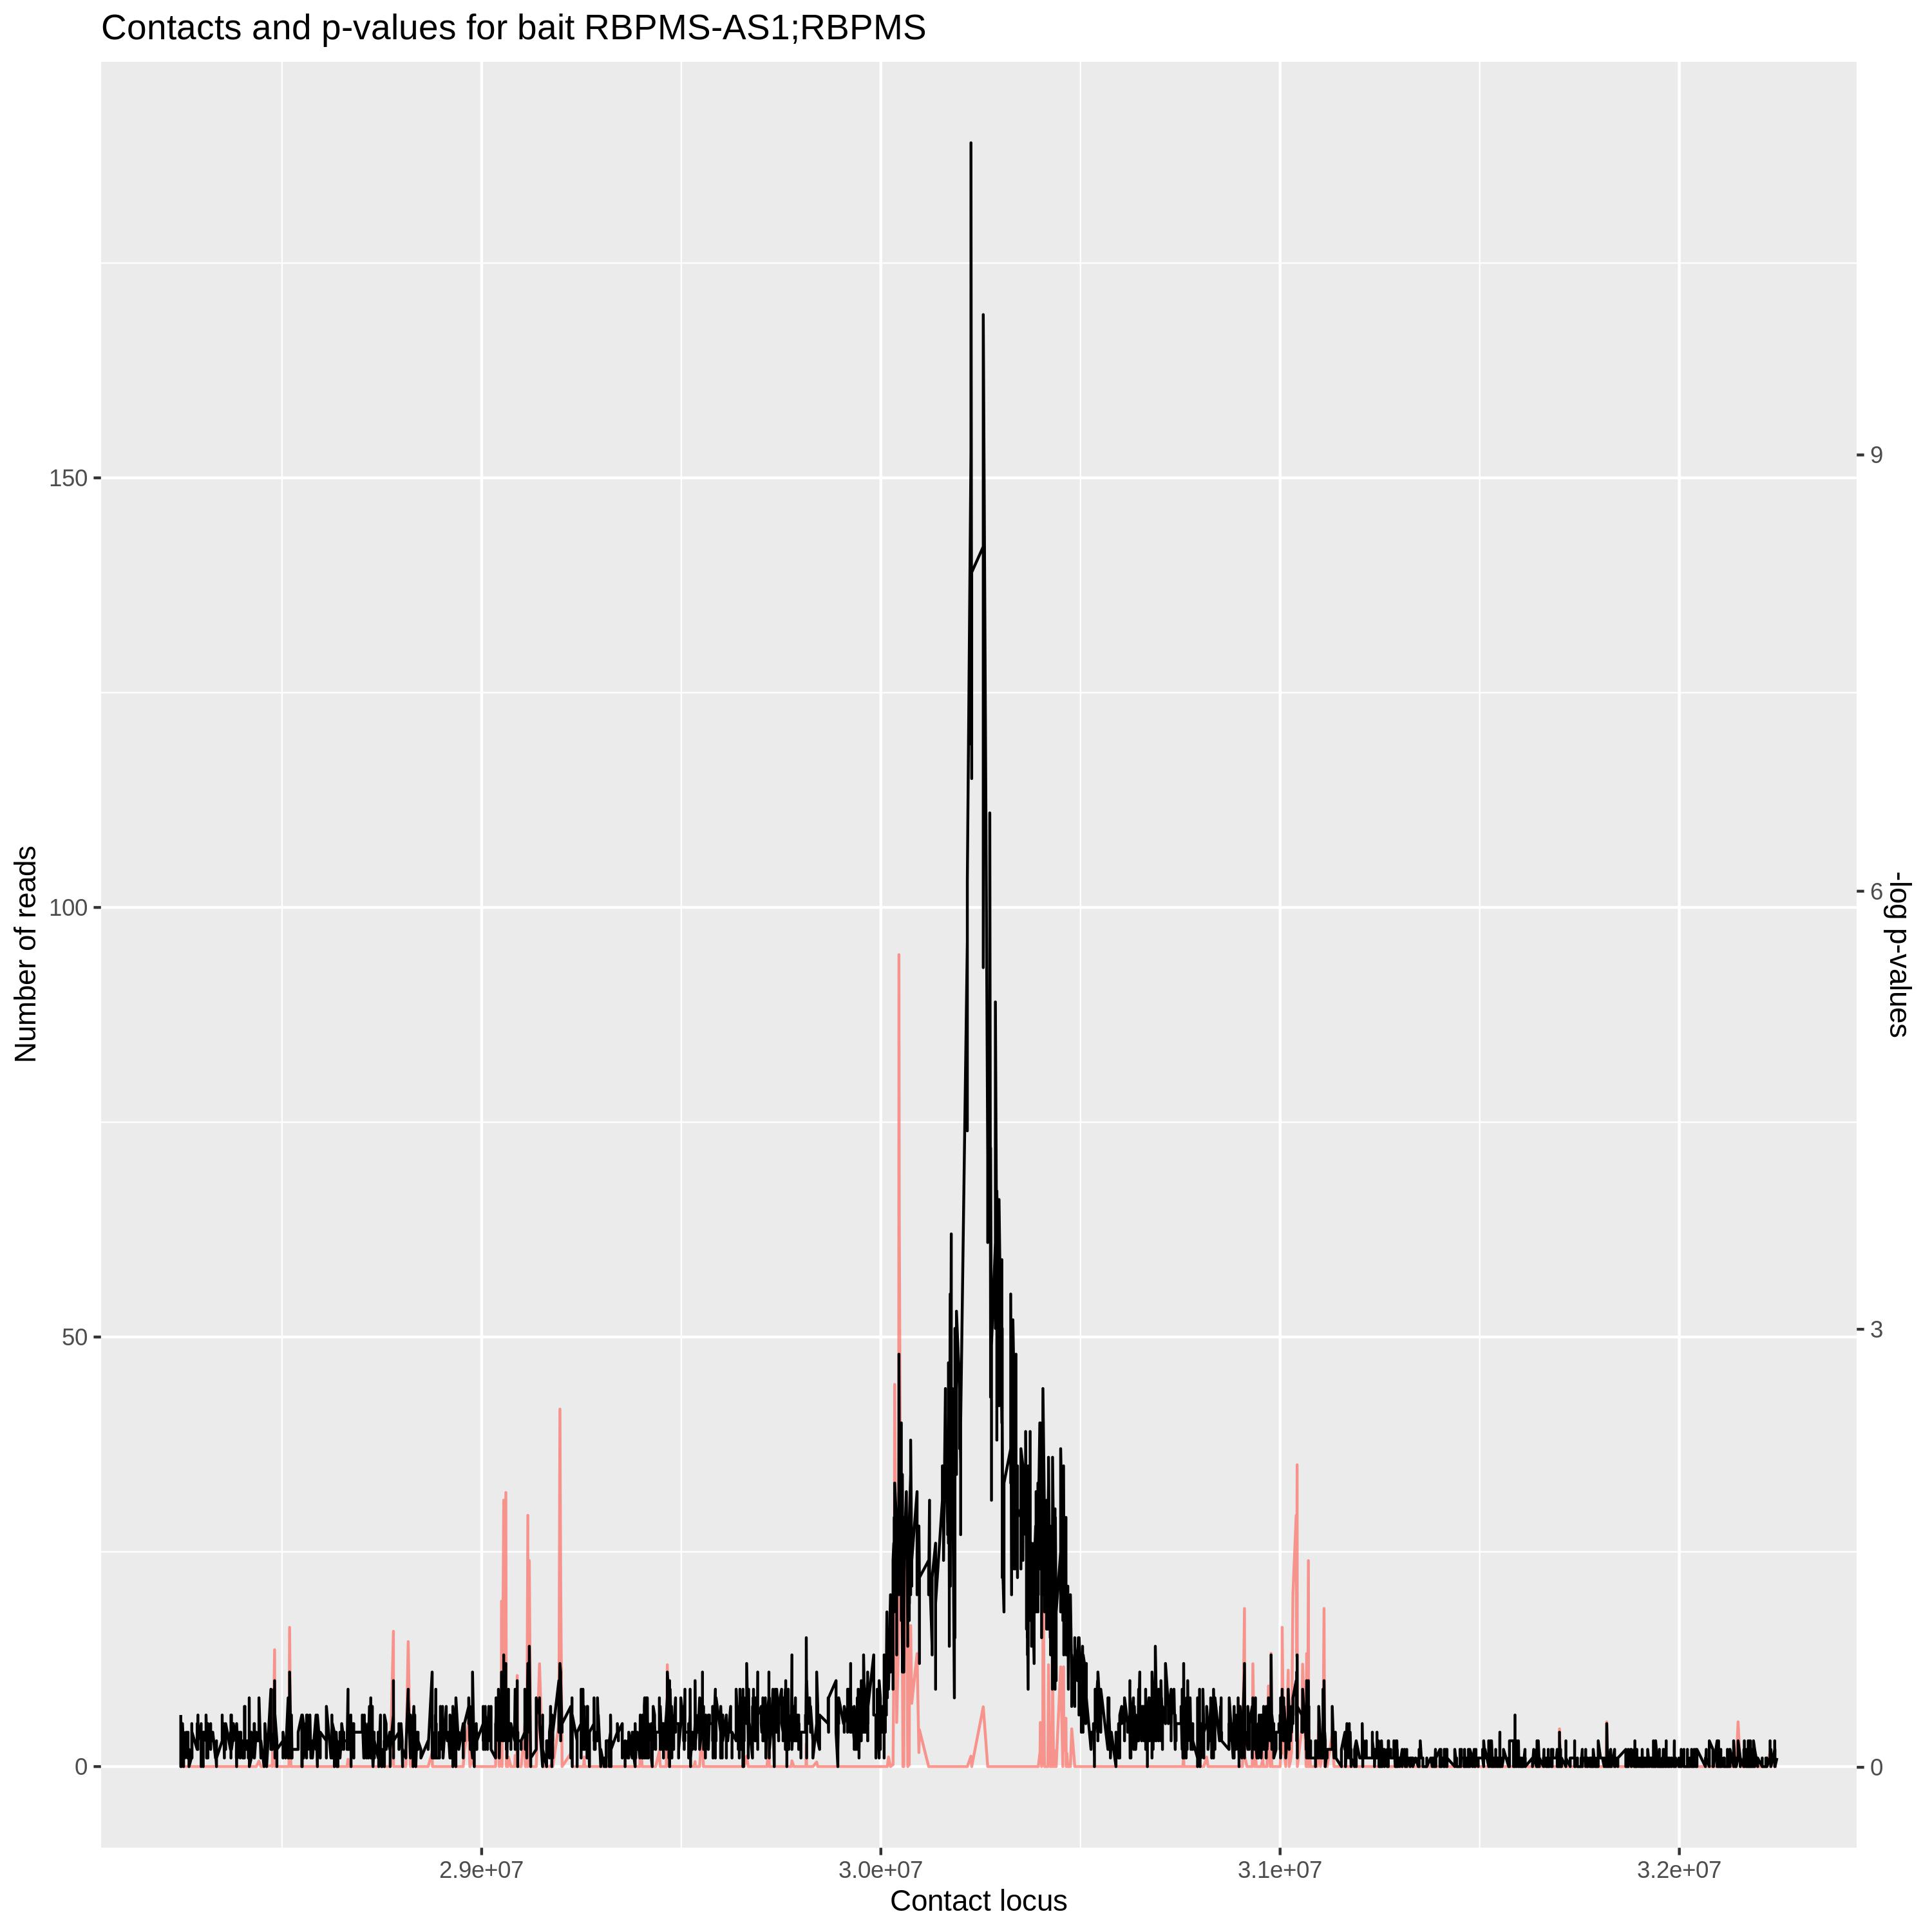 Contacts and p-values for bait RBPMS-AS1;RBPMS
150
100
50
0
Number of reads
9
6
3
0
-log p-values
2.9e+07
3.0e+07
3.1e+07
3.2e+07
Contact locus